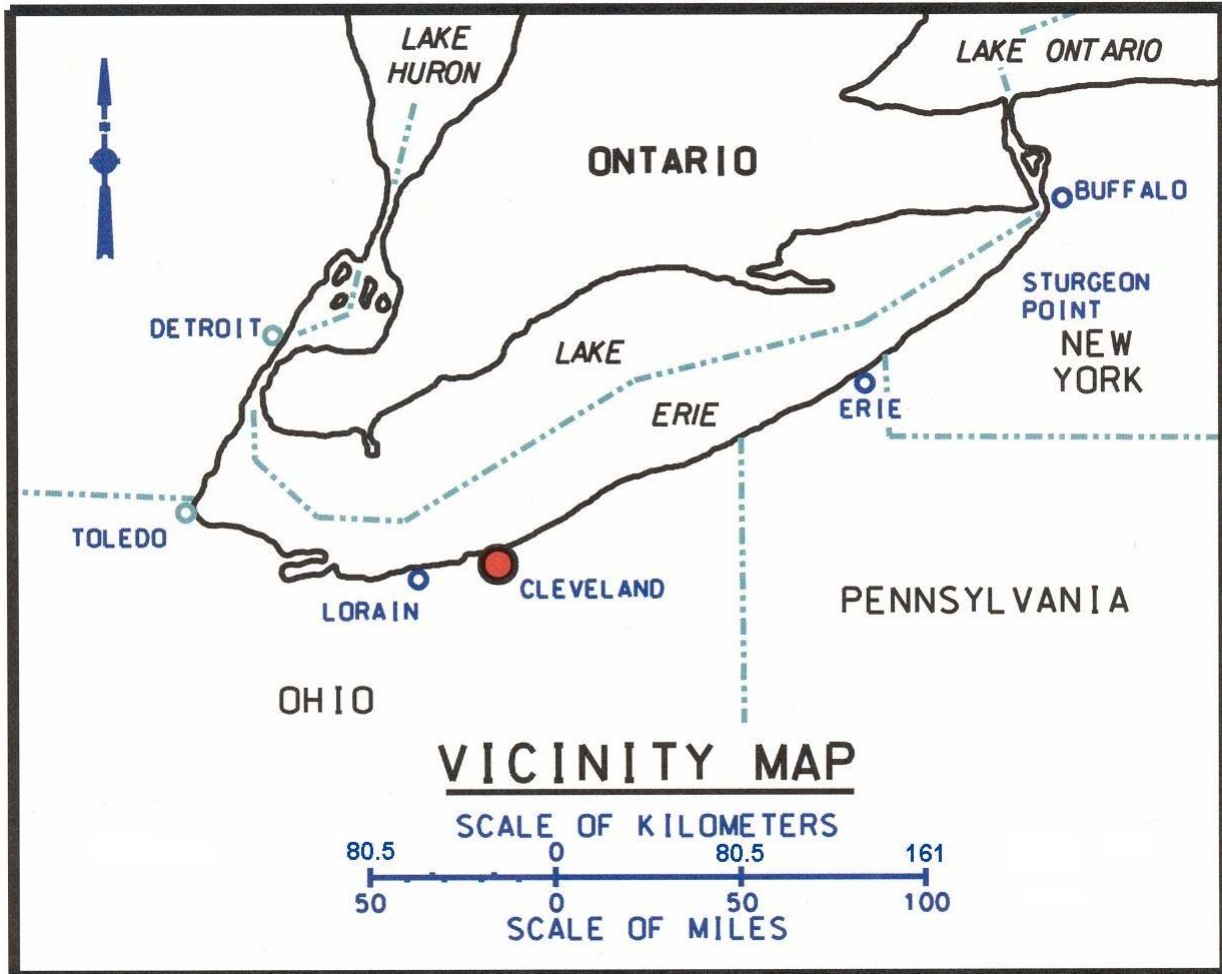 LAKE
HURON
LAKE ONTARIO
ONTARIO
BUFFALO
STURGEON
POINT
DETROIT
LAKE
NEW
YORK
ERIE
ERIE
TOLEDO
CLEVELAND
LORAIN
PENNSYLVANIA
OHIO
VICINITY MAP
SCALE OF KILOMETERS
80.5 0 80.5 161
50 0 50 100
SCALE OF MILES